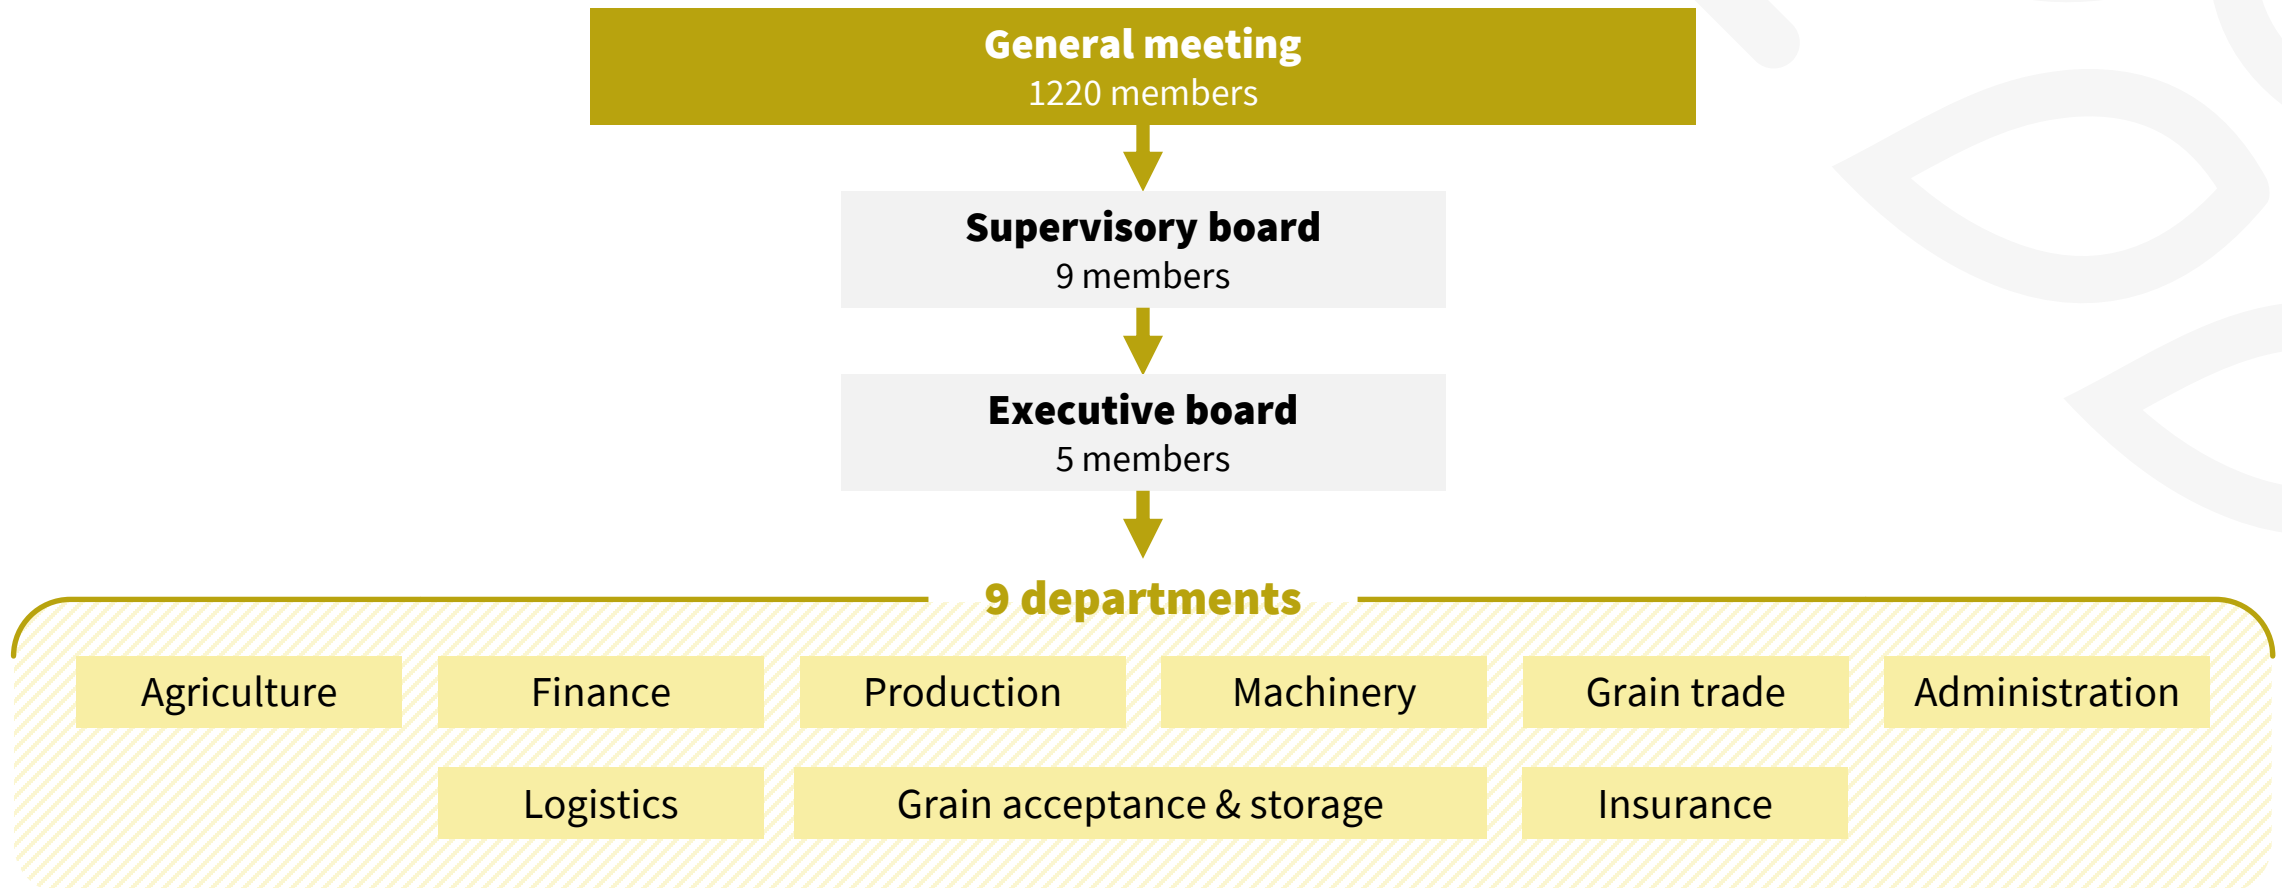 General meeting
1220 members
Supervisory board
9 members
Executive board
5 members
9 departments
Agriculture
Finance
Production
Machinery
Grain trade
Administration
Logistics
Grain acceptance & storage
Insurance